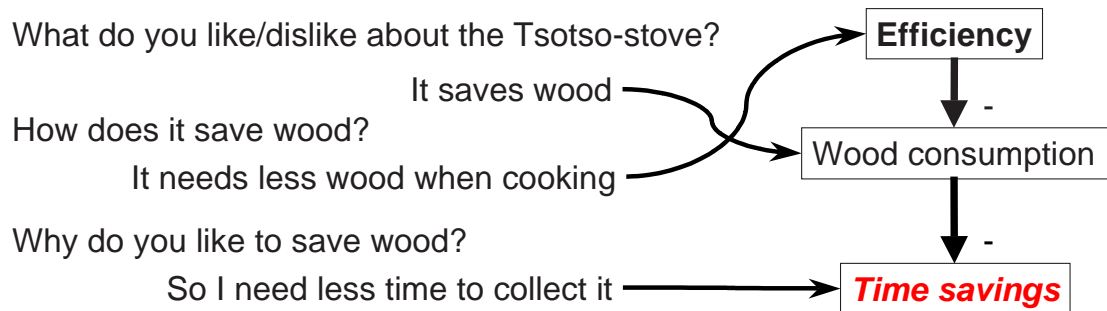 What do you like/dislike about the Tsotso-stove?
Efficiency
It saves wood
-
How does it save wood?
Wood consumption
It needs less wood when cooking
Why do you like to save wood?
-
So I need less time to collect it
Time savings